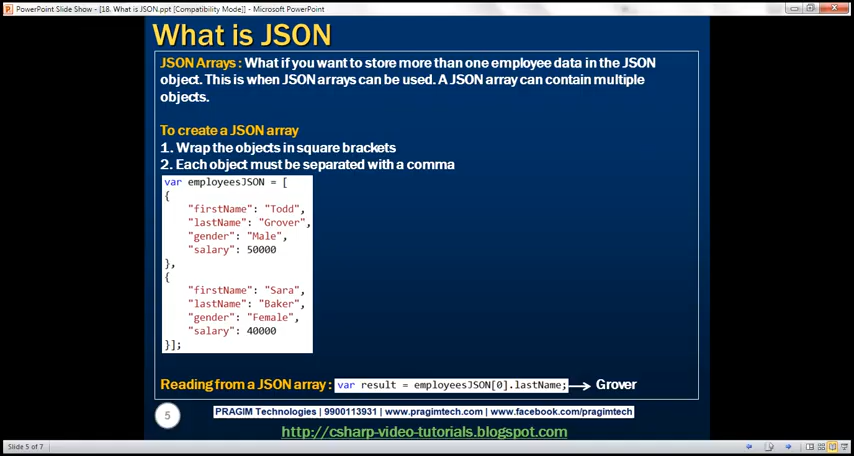 PowerPoint Slide Show - [18. What is JSON.ppt [Compatibility Mode]] - Microsoft PowerPoint
What is JSON
JSON Arrays : What if you want to store more than one employee data in the JSON
object. This is when JSON arrays can be used. A JSON array can contain multiple
objects.
To create a JSON array
1. Wrap the objects in square brackets
2. Each object must be separated with a comma
var employeesJSON = [
{
"firstName": "Todd",
"lastName": "Grover",
"gender": "Male",
"salary": 50000
},
{
"firstName": "Sara",
"lastName": "Baker",
"gender": "Female",
"salary": 40000
}];
Reading from a JSON array : var result = employeesJSON[0].lastName; Grover
5
PRAGIM Technologies | 9900113931 | www.pragimtech.com | www.facebook.com/pragimtech
http://csharp-video-tutorials.blogspot.com
Slide 5 of 7